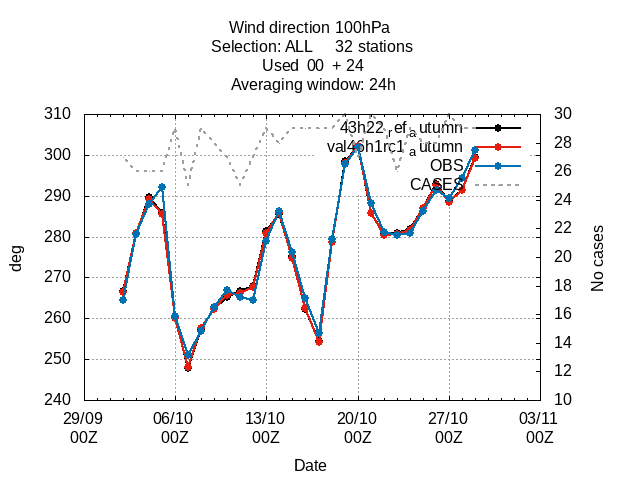 Wind direction 100hPa
Selection: ALL 32 stations
Used 00 + 24
Averaging window: 24h
310
300
290
280
270
260
250
240
deg
30
28
26
24
22
20
18
16
14
12
10
No cases
43h22_ref_autumn
val46h1rc1_autumn
OBS
CASES
29/09 06/10 13/10 20/10 27/10 03/11
00Z 00Z 00Z 00Z 00Z 00Z
Date